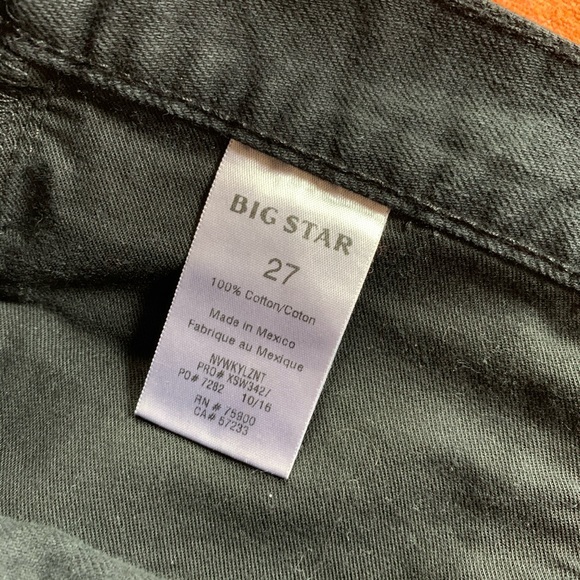 BIG STAR
27
100% Cotton/Coton
Made in Mexico
Fabrique au Mexique
NVWKYLZNT
PRO# XSW3427
PO# 7282 10/16
RN # 75900
CA# 57233